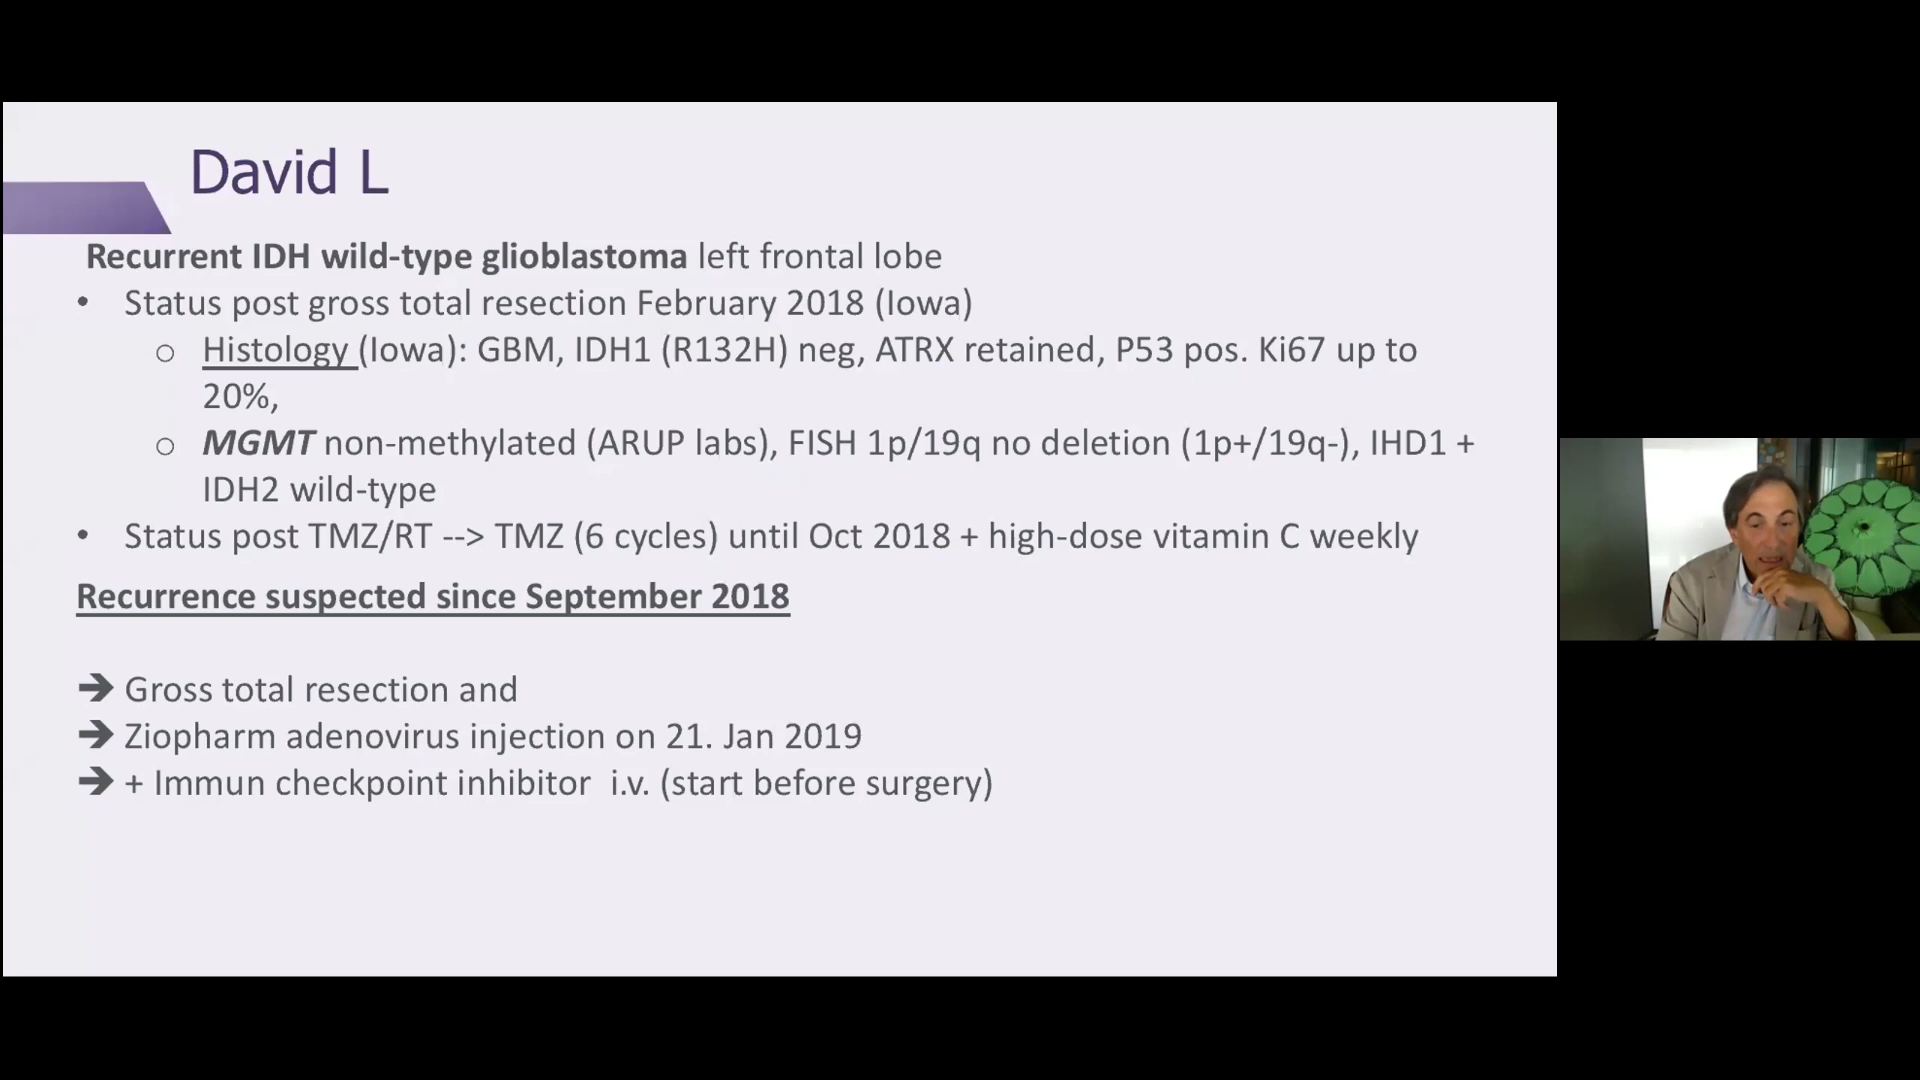 David L
Recurrent IDH wild-type glioblastoma left frontal lobe
• Status post gross total resection February 2018 (Iowa)
o Histology (Iowa): GBM, IDH1 (R132H) neg, ATRX retained, P53 pos. Ki67 up to
20%,
o MGMT non-methylated (ARUP labs), FISH 1p/19q no deletion (1p+/19q-), IHD1 +
IDH2 wild-type
• Status post TMZ/RT --> TMZ (6 cycles) until Oct 2018 + high-dose vitamin C weekly
Recurrence suspected since September 2018
➔ Gross total resection and
➔ Ziopharm adenovirus injection on 21. Jan 2019
➔ + Immun checkpoint inhibitor i.v. (start before surgery)